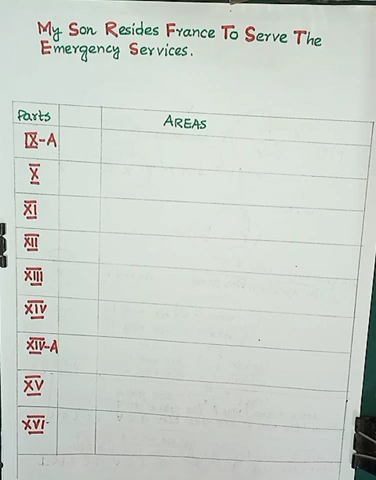 My Son Resides France To Serve The
Emergency Services.
Parts AREAS
IX-A
X
XI
XII
XIII
XIV
XIV-A
XV
XVI